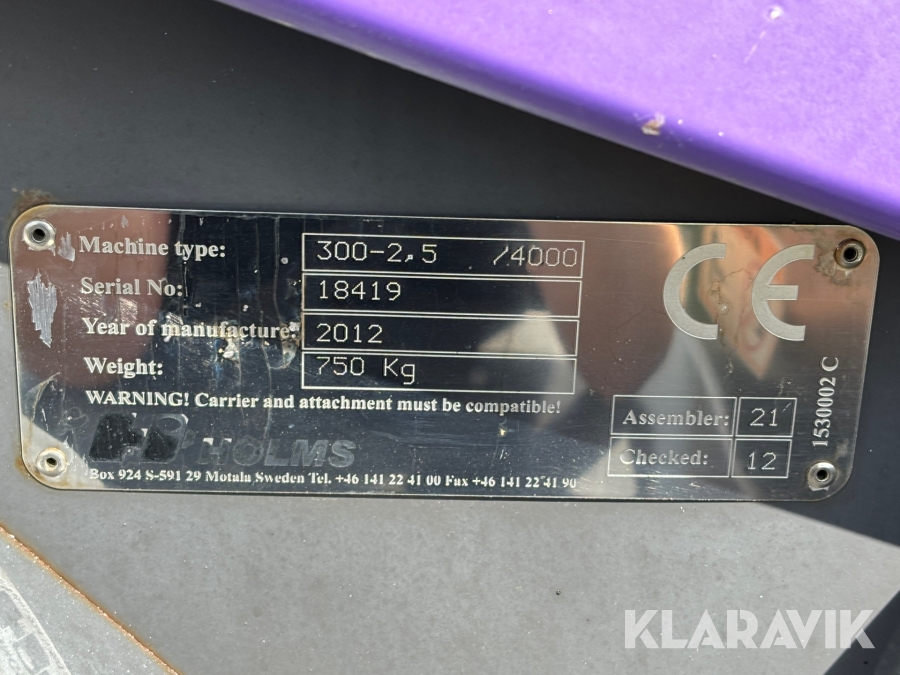 Machine type: 300-2.5 /4000
Serial No: 18419
Year of manufacture: 2012
Weight: 750 Kg
WARNING! Carrier and attachment must be compatible!
HOLMS
Box 924 S-591 29 Motala Sweden Tel. +46 141 22 41 00 Fax +46 141 22 41 90
CE
Assembler: 21
Checked: 12
1530002 C
KLARAVIK